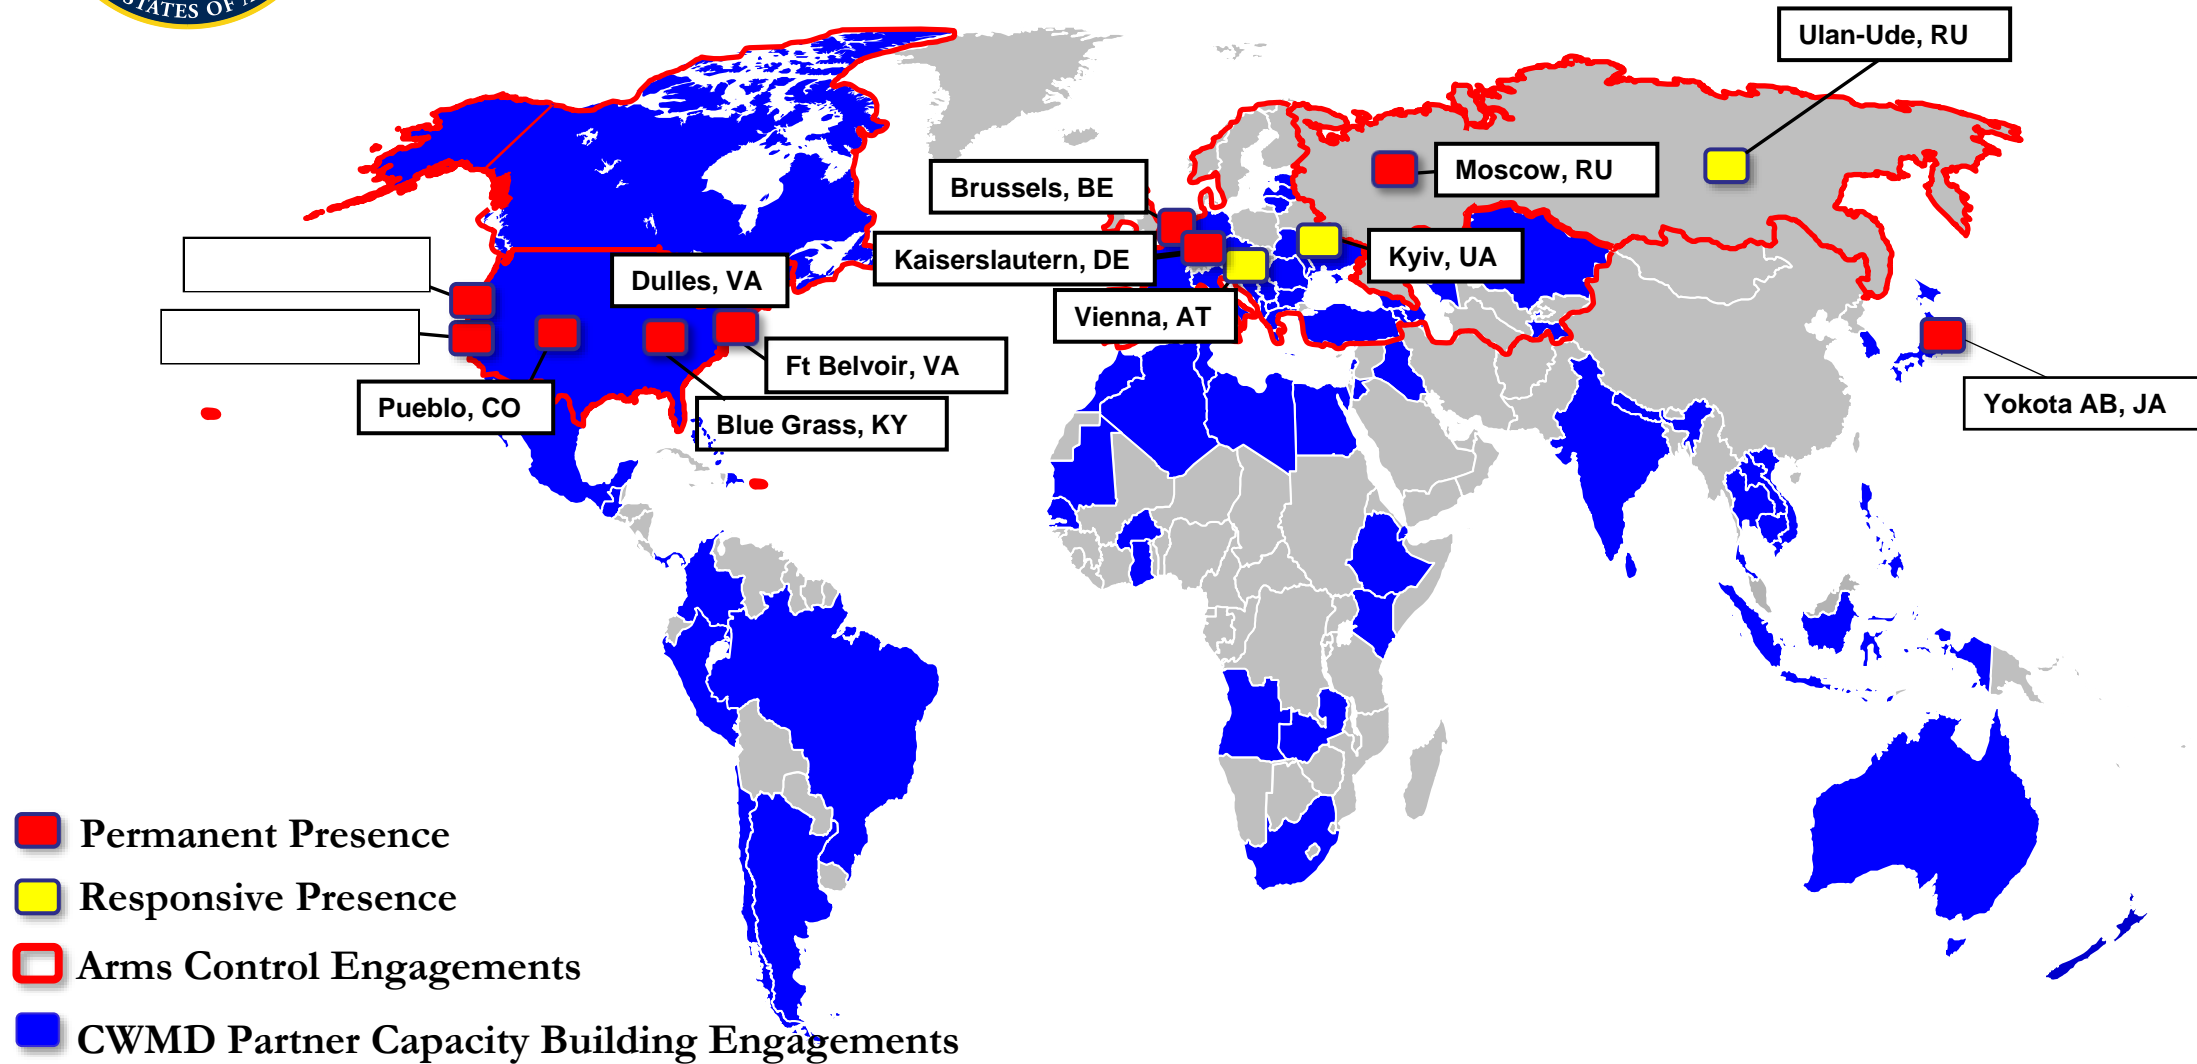 STATES OF A
Ulan-Ude, RU
Moscow, RU
Brussels, BE
Kaiserslautern, DE
Kyiv, UA
Dulles, VA
Vienna, AT
Ft Belvoir, VA
Pueblo, CO
Blue Grass, KY
Yokota AB, JA
Permanent Presence
Responsive Presence
Arms Control Engagements
CWMD Partner Capacity Building Engagements